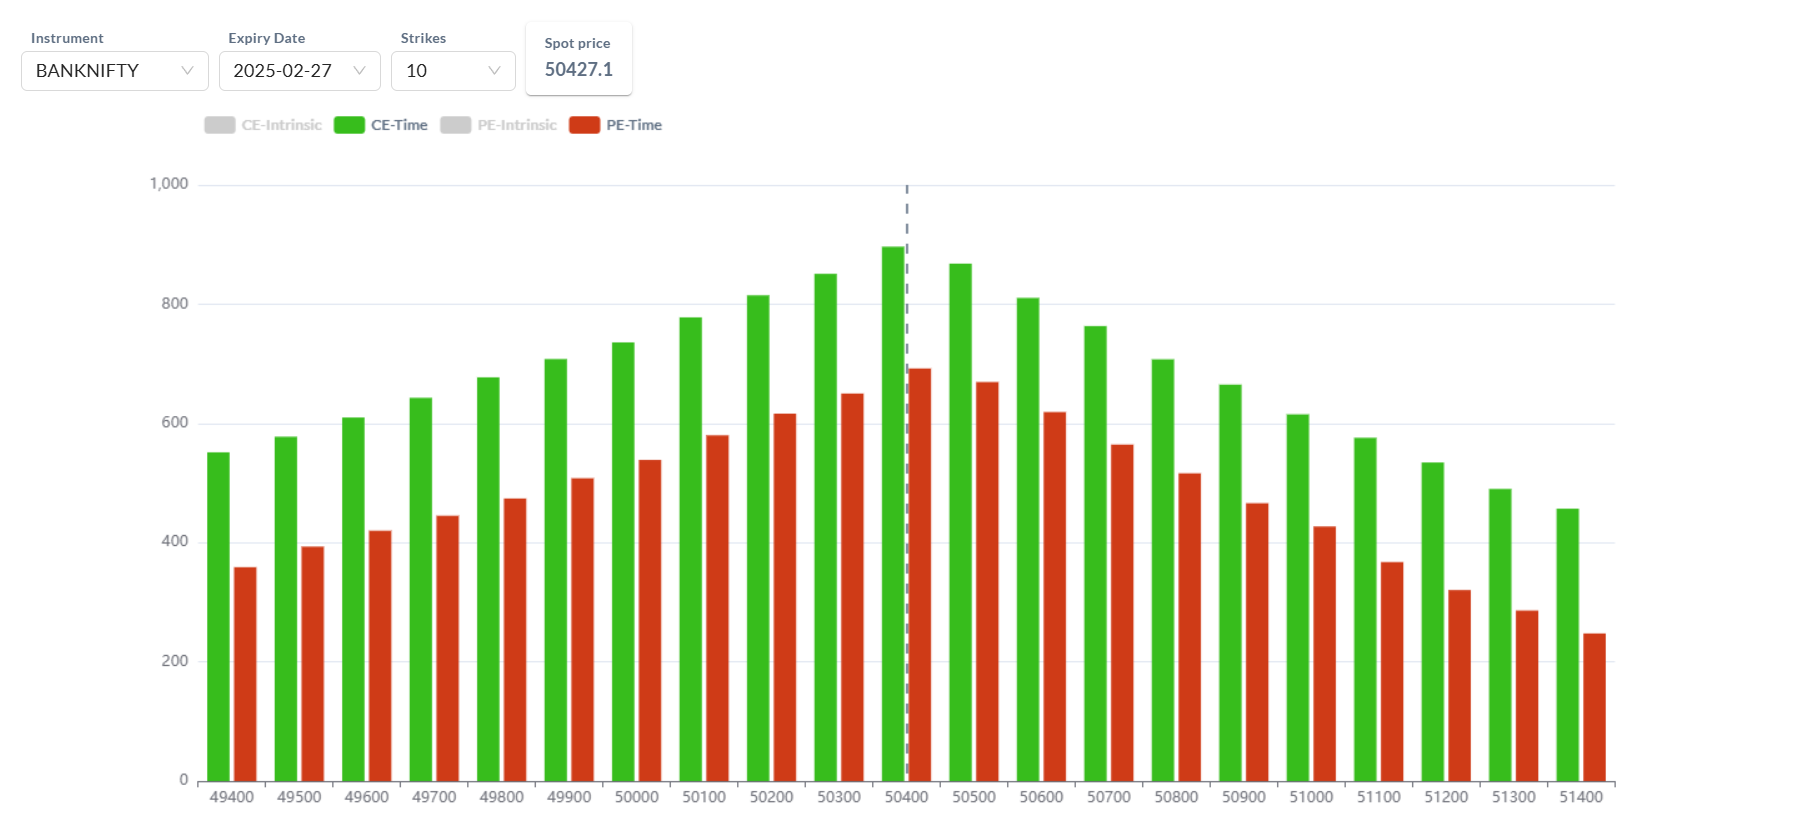 Instrument Expiry Date Strikes Spot price
BANKNIFTY 2025-02-27 10 50427.1
CE-Intrinsic CE-Time PE-Intrinsic PE-Time
1,000
800
600
400
200
0
49400 49500 49600 49700 49800 49900 50000 50100 50200 50300 50400 50500 50600 50700 50800 50900 51000 51100 51200 51300 51400